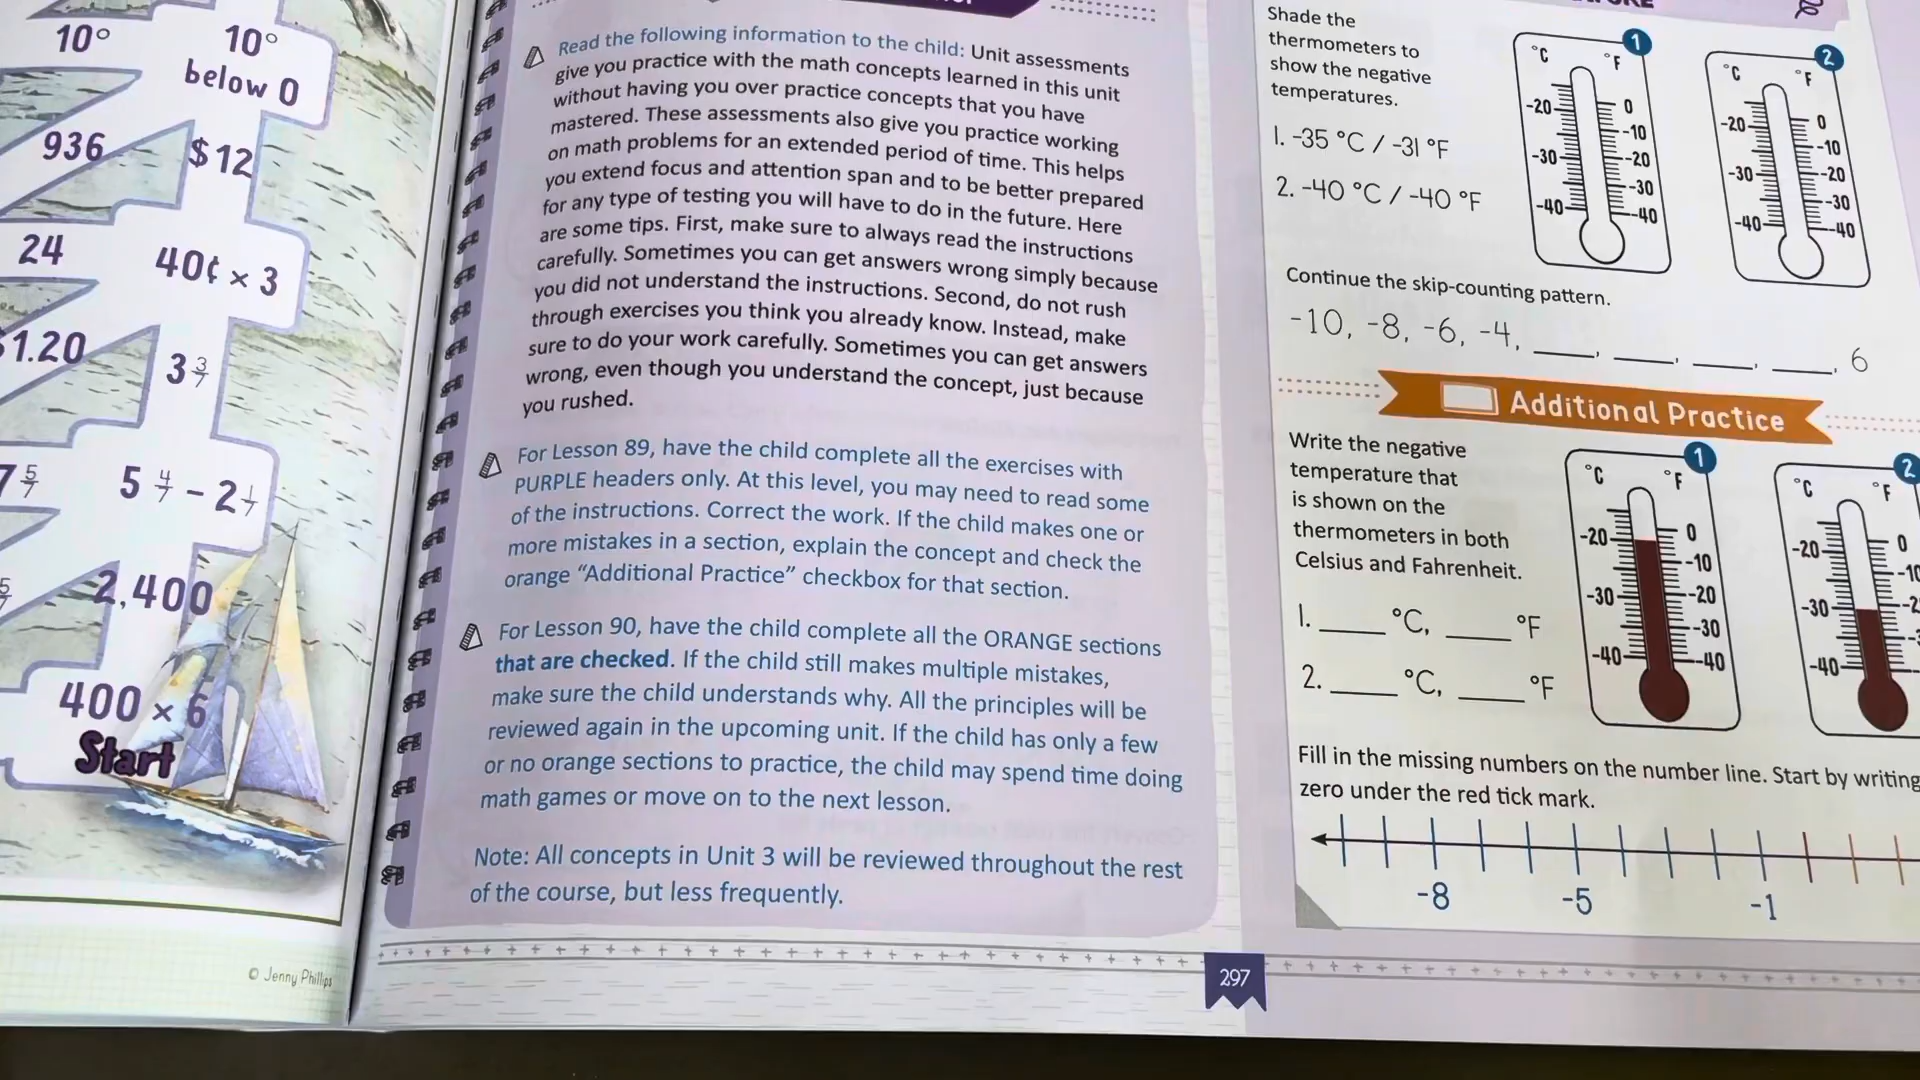 10°
10°
below 0
936
$12
24
40¢ × 3
$1.20
3 3/7
7 5/7
5 4/7 - 2 1/7
2,400
400 × 6
Start
© Jenny Phillips
Read the following information to the child: Unit assessments
give you practice with the math concepts learned in this unit
without having you over practice concepts that you have
mastered. These assessments also give you practice working
on math problems for an extended period of time. This helps
you extend focus and attention span and to be better prepared
for any type of testing you will have to do in the future. Here
are some tips. First, make sure to always read the instructions
carefully. Sometimes you can get answers wrong simply because
you did not understand the instructions. Second, do not rush
through exercises you think you already know. Instead, make
sure to do your work carefully. Sometimes you can get answers
wrong, even though you understand the concept, just because
you rushed.
For Lesson 89, have the child complete all the exercises with
PURPLE headers only. At this level, you may need to read some
of the instructions. Correct the work. If the child makes one or
more mistakes in a section, explain the concept and check the
orange “Additional Practice” checkbox for that section.
For Lesson 90, have the child complete all the ORANGE sections
that are checked. If the child still makes multiple mistakes,
make sure the child understands why. All the principles will be
reviewed again in the upcoming unit. If the child has only a few
or no orange sections to practice, the child may spend time doing
math games or move on to the next lesson.
Note: All concepts in Unit 3 will be reviewed throughout the rest
of the course, but less frequently.
297
Shade the
thermometers to
show the negative
temperatures.
1. -35 °C / -31 °F
2. -40 °C / -40 °F
1
°C °F
-20 0
-10
-30 -20
-30
-40 -40
2
°C °F
-20 0
-10
-30 -20
-30
-40 -40
Continue the skip-counting pattern.
-10, -8, -6, -4, ____, ____, ____, ____, 6
Additional Practice
Write the negative
temperature that
is shown on the
thermometers in both
Celsius and Fahrenheit.
1. ____ °C, ____ °F
2. ____ °C, ____ °F
1
°C °F
-20 0
-10
-30 -20
-30
-40 -40
2
°C °F
-20 0
-10
-30
-40
Fill in the missing numbers on the number line. Start by writing
zero under the red tick mark.
-8 -5 -1